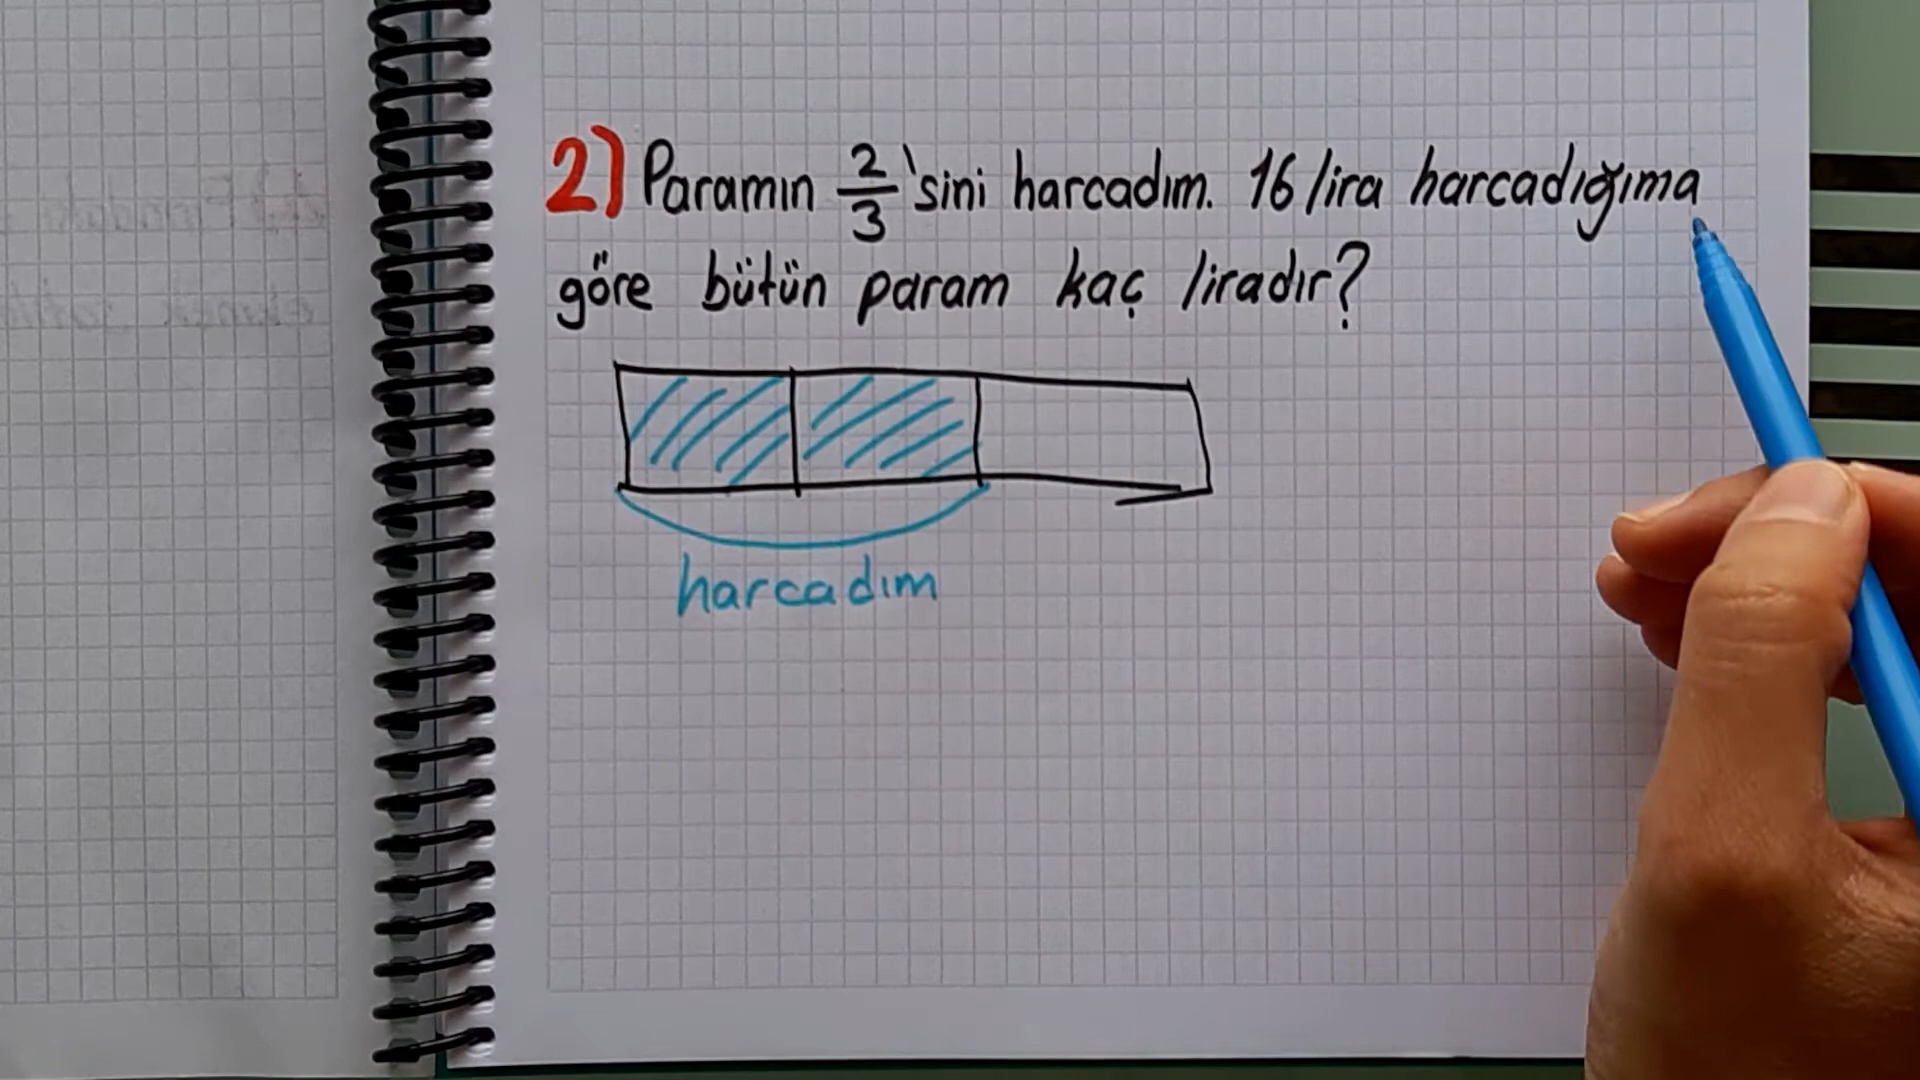 2) Paramın 2/3'sini harcadım. 16 lira harcadığıma
göre bütün param kaç liradır?
harcadım